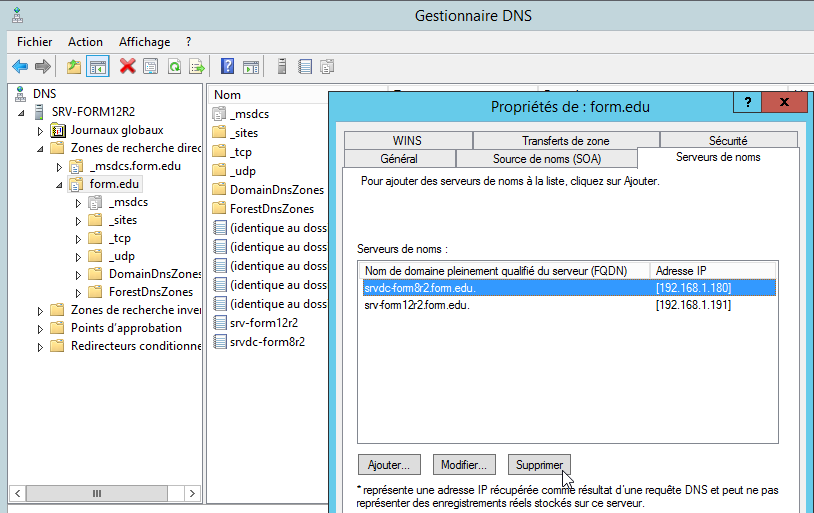 Gestionnaire DNS
Fichier Action Affichage ?
DNS
SRV-FORM12R2
Journaux globaux
Zones de recherche direc
_msdcs.form.edu
form.edu
_msdcs
_sites
_tcp
_udp
DomainDnsZones
ForestDnsZones
Zones de recherche inver
Points d'approbation
Redirecteurs conditionne
Nom
_msdcs
_sites
_tcp
_udp
DomainDnsZones
ForestDnsZones
(identique au doss
(identique au doss
(identique au doss
(identique au doss
(identique au doss
srv-form12r2
srvdc-form8r2
Propriétés de : form.edu
? x
WINS Transferts de zone Sécurité
Général Source de noms (SOA) Serveurs de noms
Pour ajouter des serveurs de noms à la liste, cliquez sur Ajouter.
Serveurs de noms :
Nom de domaine pleinement qualifié du serveur (FQDN) Adresse IP
srvdc-form8r2.form.edu. [192.168.1.180]
srv-form12r2.form.edu. [192.168.1.191]
Ajouter... Modifier... Supprimer
* représente une adresse IP récupérée comme résultat d'une requête DNS et peut ne pas
représenter des enregistrements réels stockés sur ce serveur.